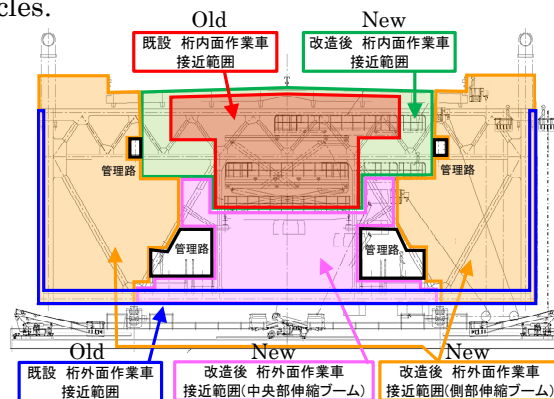 cles.
Old
New
既設 桁内面作業車
接近範囲
改造後 桁内面作業車
接近範囲
管理路
管理路
管理路
管理路
Old
New
New
既設 桁外面作業車
接近範囲
改造後 桁外面作業車
接近範囲(中央部伸縮ブーム)
改造後 桁外面作業車
接近範囲(側部伸縮ブーム)